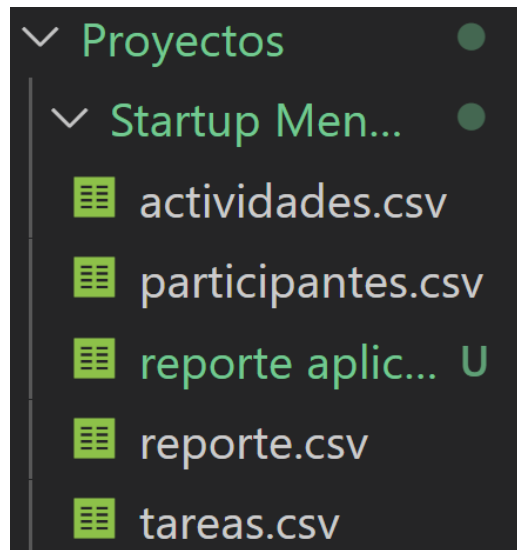 Proyectos
Startup Men...
actividades.csv
participantes.csv
reporte aplic... U
reporte.csv
tareas.csv